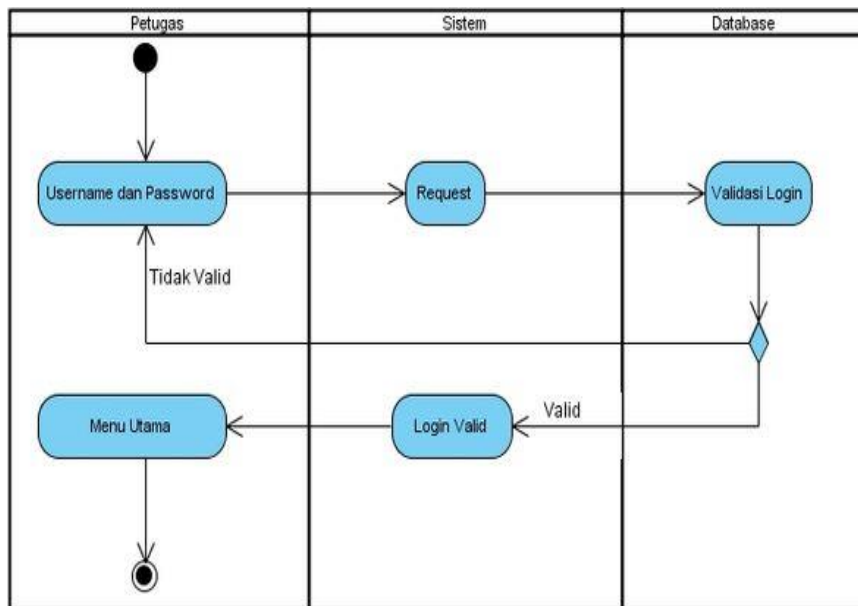 Petugas
Sistem
Database
Username dan Password
Request
Validasi Login
Tidak Valid
Menu Utama
Login Valid
Valid